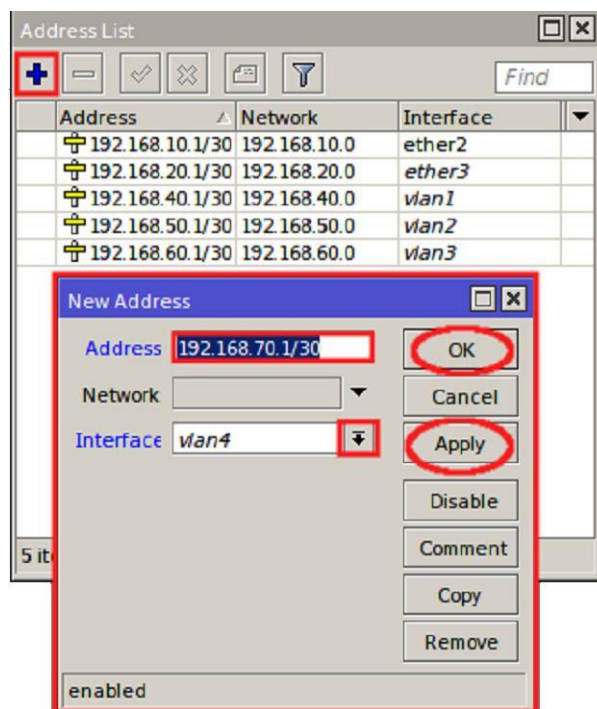 Address List
Find
Address Network Interface
192.168.10.1/30 192.168.10.0 ether2
192.168.20.1/30 192.168.20.0 ether3
192.168.40.1/30 192.168.40.0 vlan1
192.168.50.1/30 192.168.50.0 vlan2
192.168.60.1/30 192.168.60.0 vlan3
New Address
Address 192.168.70.1/30 OK
Network Cancel
Interface vlan4 Apply
Disable
5 it Comment
Copy
Remove
enabled